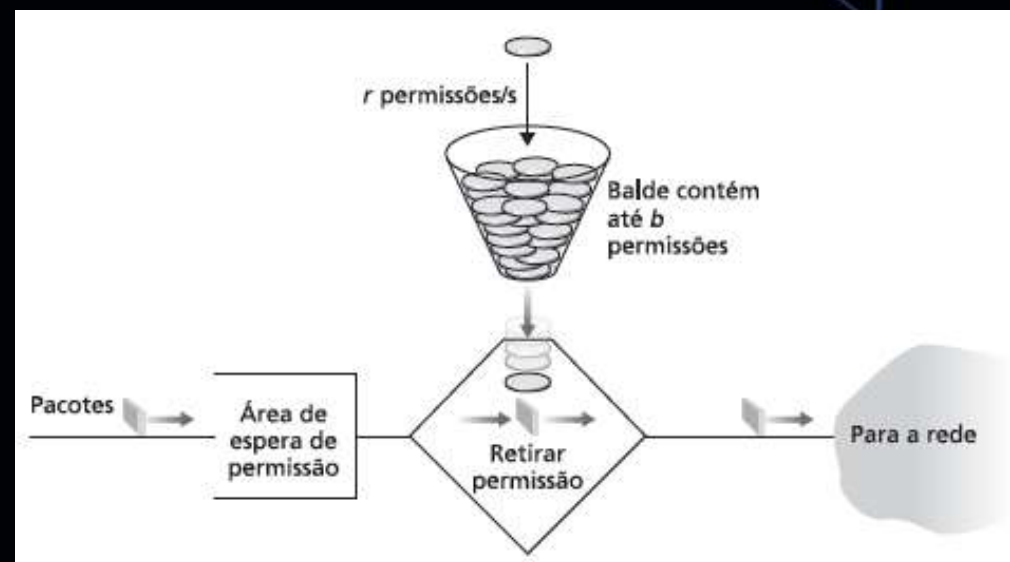 r permissões/s
Balde contém
até b
permissões
Pacotes
Área de
espera de
permissão
Retirar
permissão
Para a rede